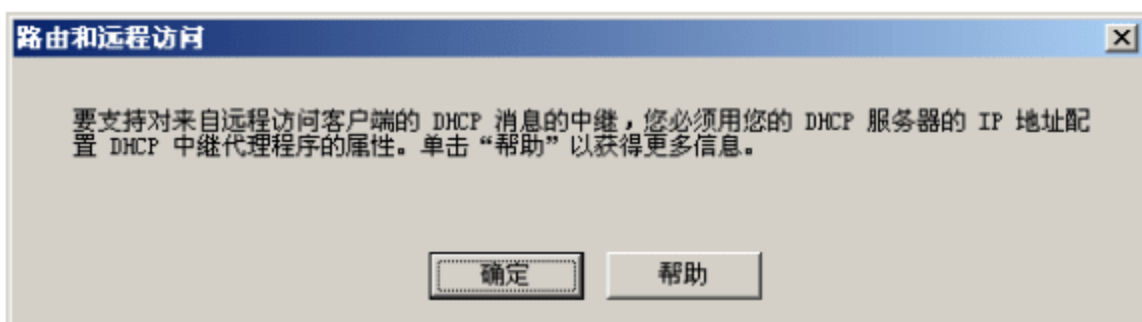 路由和远程访问
要支持对来自远程访问客户端的 DHCP 消息的中继，您必须用您的 DHCP 服务器的 IP 地址配
置 DHCP 中继代理程序的属性。单击“帮助”以获得更多信息。
确定
帮助